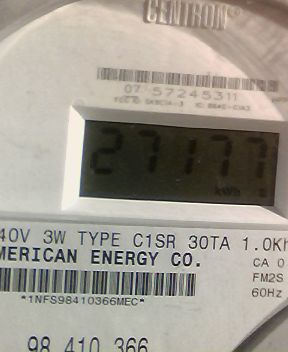 CENTRON®
07 57245311
27177
kWh
40V 3W TYPE C1SR 30TA 1.0Kh
MERICAN ENERGY CO.
CA 0
FM2S
*1NFS98410366MEC*
60Hz
98 410 366